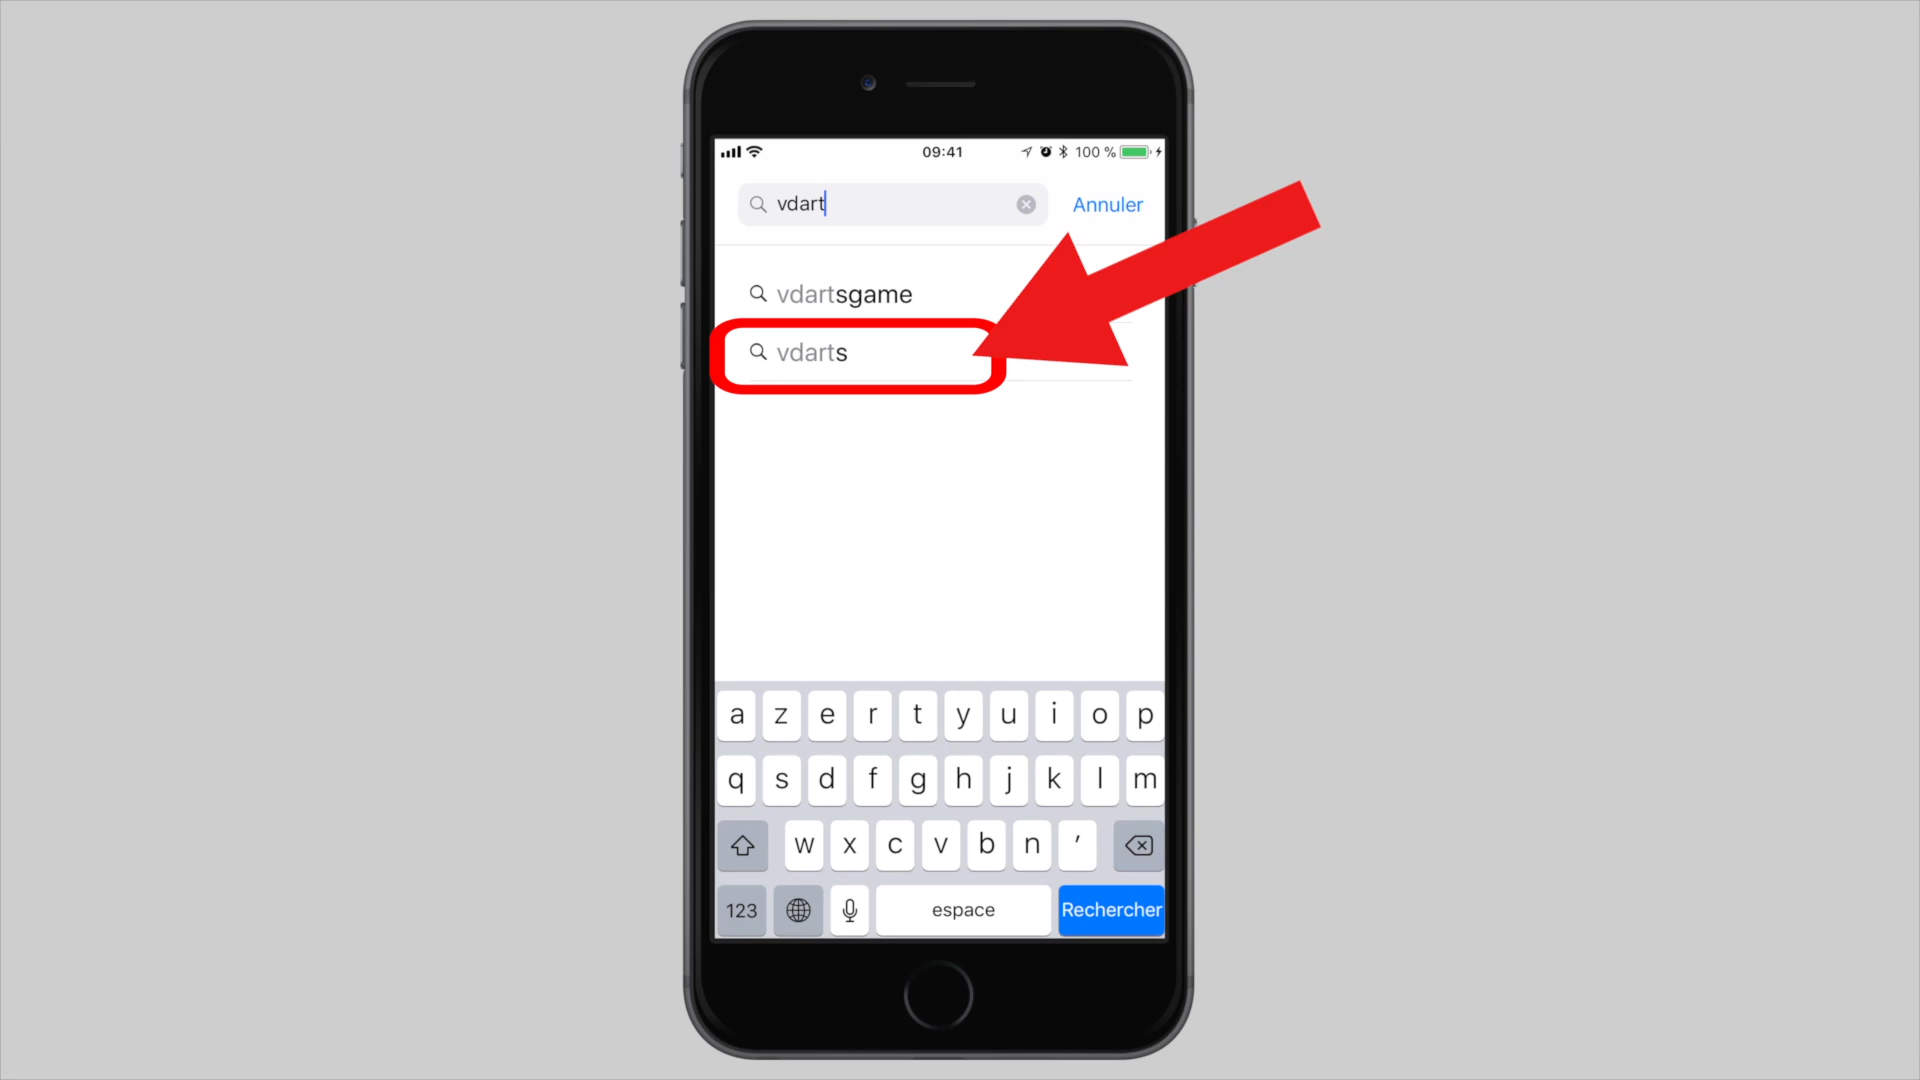 09:41 100 %
vdart Annuler
vdartsgame
vdarts
a z e r t y u i o p
q s d f g h j k l m
w x c v b n ’
123 espace Rechercher